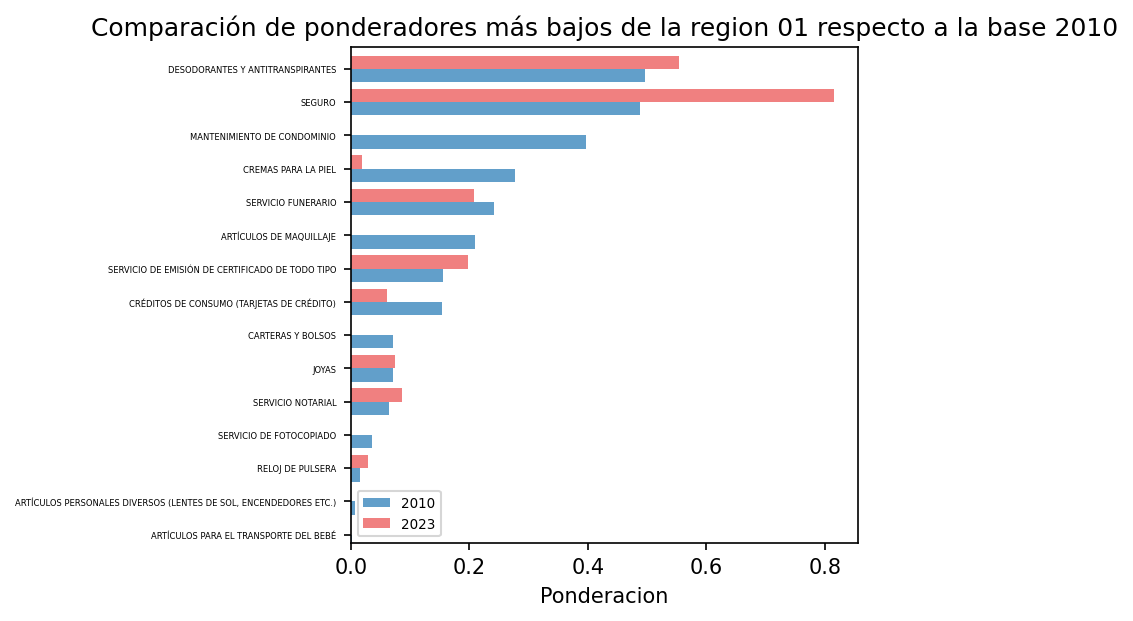 Comparación de ponderadores más bajos de la region 01 respecto a la base 2010
DESODORANTES Y ANTITRANSPIRANTES
SEGURO
MANTENIMIENTO DE CONDOMINIO
CREMAS PARA LA PIEL
SERVICIO FUNERARIO
ARTÍCULOS DE MAQUILLAJE
SERVICIO DE EMISIÓN DE CERTIFICADO DE TODO TIPO
CRÉDITOS DE CONSUMO (TARJETAS DE CRÉDITO)
CARTERAS Y BOLSOS
JOYAS
SERVICIO NOTARIAL
SERVICIO DE FOTOCOPIADO
RELOJ DE PULSERA
ARTÍCULOS PERSONALES DIVERSOS (LENTES DE SOL, ENCENDEDORES ETC.)
ARTÍCULOS PARA EL TRANSPORTE DEL BEBÉ
2010
2023
0.0 0.2 0.4 0.6 0.8
Ponderacion